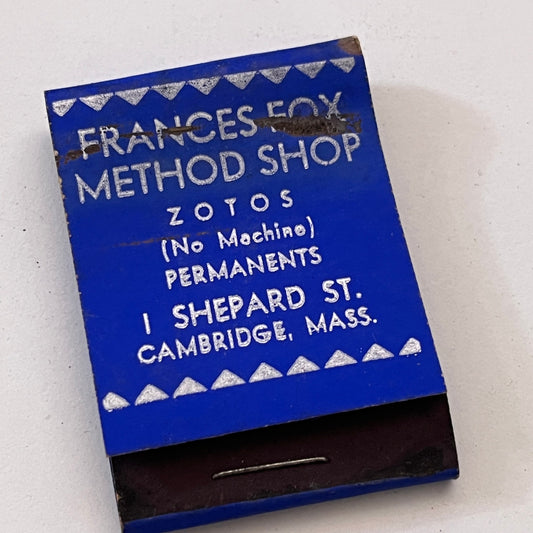 FRANCES FOX
METHOD SHOP
ZOTOS
(No Machine)
PERMANENTS
1 SHEPARD ST.
CAMBRIDGE, MASS.